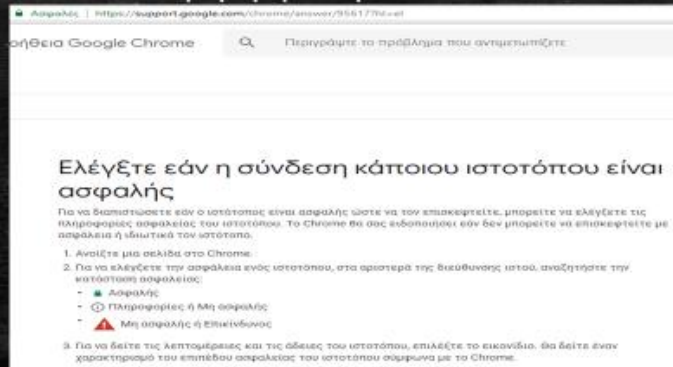 Ασφαλής | https://support.google.com/chrome/answer/95617?hl=el
οήθεια Google Chrome
Περιγράψτε το πρόβλημα που αντιμετωπίζετε
Ελέγξτε εάν η σύνδεση κάποιου ιστοτόπου είναι
ασφαλής
Για να διαπιστώσετε εάν ο ιστότοπος είναι ασφαλής ώστε να τον επισκεφτείτε, μπορείτε να ελέγξετε τις
πληροφορίες ασφαλείας του ιστοτόπου. Το Chrome θα σας ειδοποιήσει εάν δεν μπορείτε να επισκεφτείτε με
ασφάλεια ή ιδιωτικά τον ιστότοπο.
1. Ανοίξτε μια σελίδα στο Chrome.
2. Για να ελέγξετε την ασφάλεια ενός ιστοτόπου, στα αριστερά της διεύθυνσης ιστού, αναζητήστε την
κατάσταση ασφαλείας:
Ασφαλής
Πληροφορίες ή Μη ασφαλής
Μη ασφαλής ή Επικίνδυνος
3. Για να δείτε τις λεπτομέρειες και τις άδειες του ιστοτόπου, επιλέξτε το εικονίδιο. Θα δείτε έναν
χαρακτηρισμό του επιπέδου ασφαλείας του ιστοτόπου σύμφωνα με το Chrome.